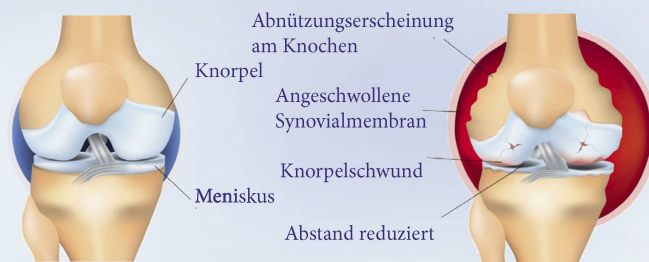 Abnützungserscheinung
am Knochen
Knorpel
Angeschwollene
Synovialmembran
Knorpelschwund
Meniskus
Abstand reduziert